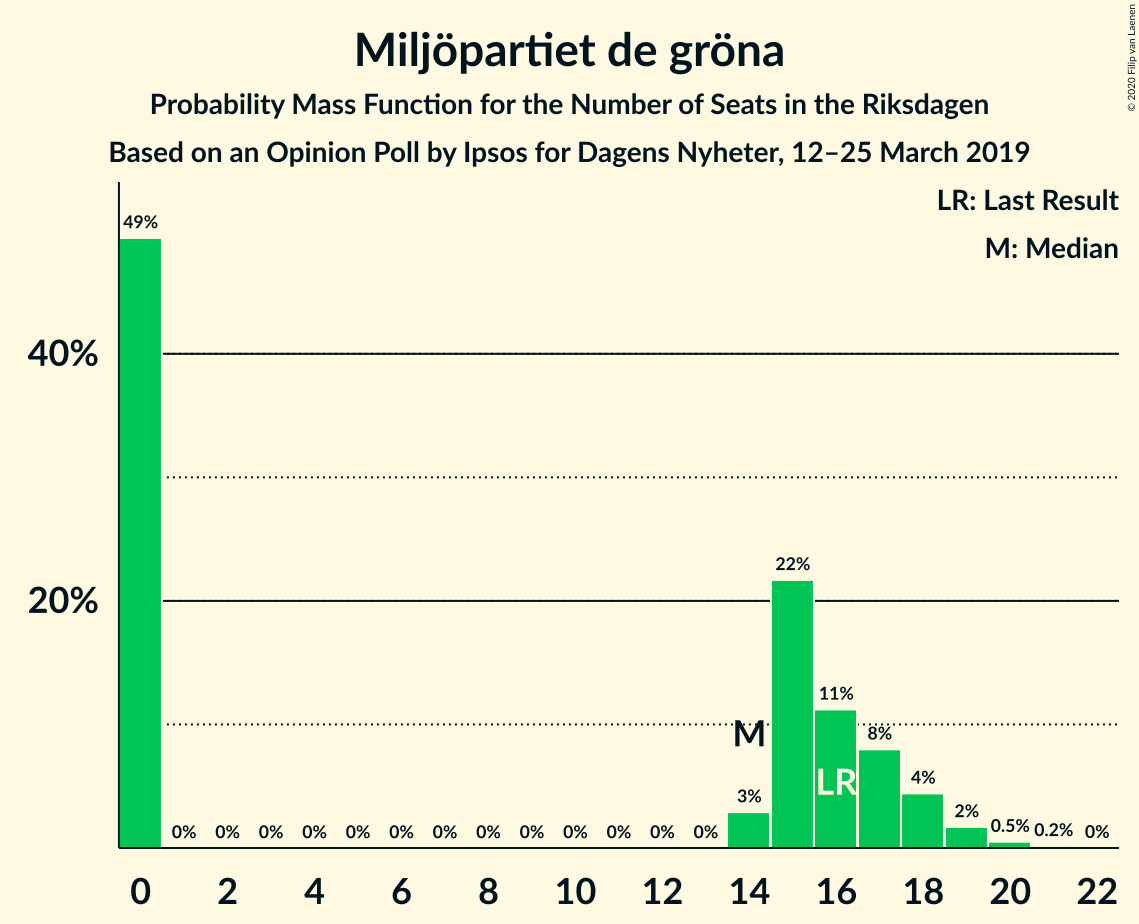 Miljöpartiet de gröna
Probability Mass Function for the Number of Seats in the Riksdagen
Based on an Opinion Poll by Ipsos for Dagens Nyheter, 12–25 March 2019
© 2020 Filip van Laenen
LR: Last Result
M: Median
49%
40%
20%
22%
11%
M
8%
LR
3%
4%
2%
0% 0% 0% 0% 0% 0% 0% 0% 0% 0% 0% 0% 0% 0.5% 0.2% 0%
0 2 4 6 8 10 12 14 16 18 20 22